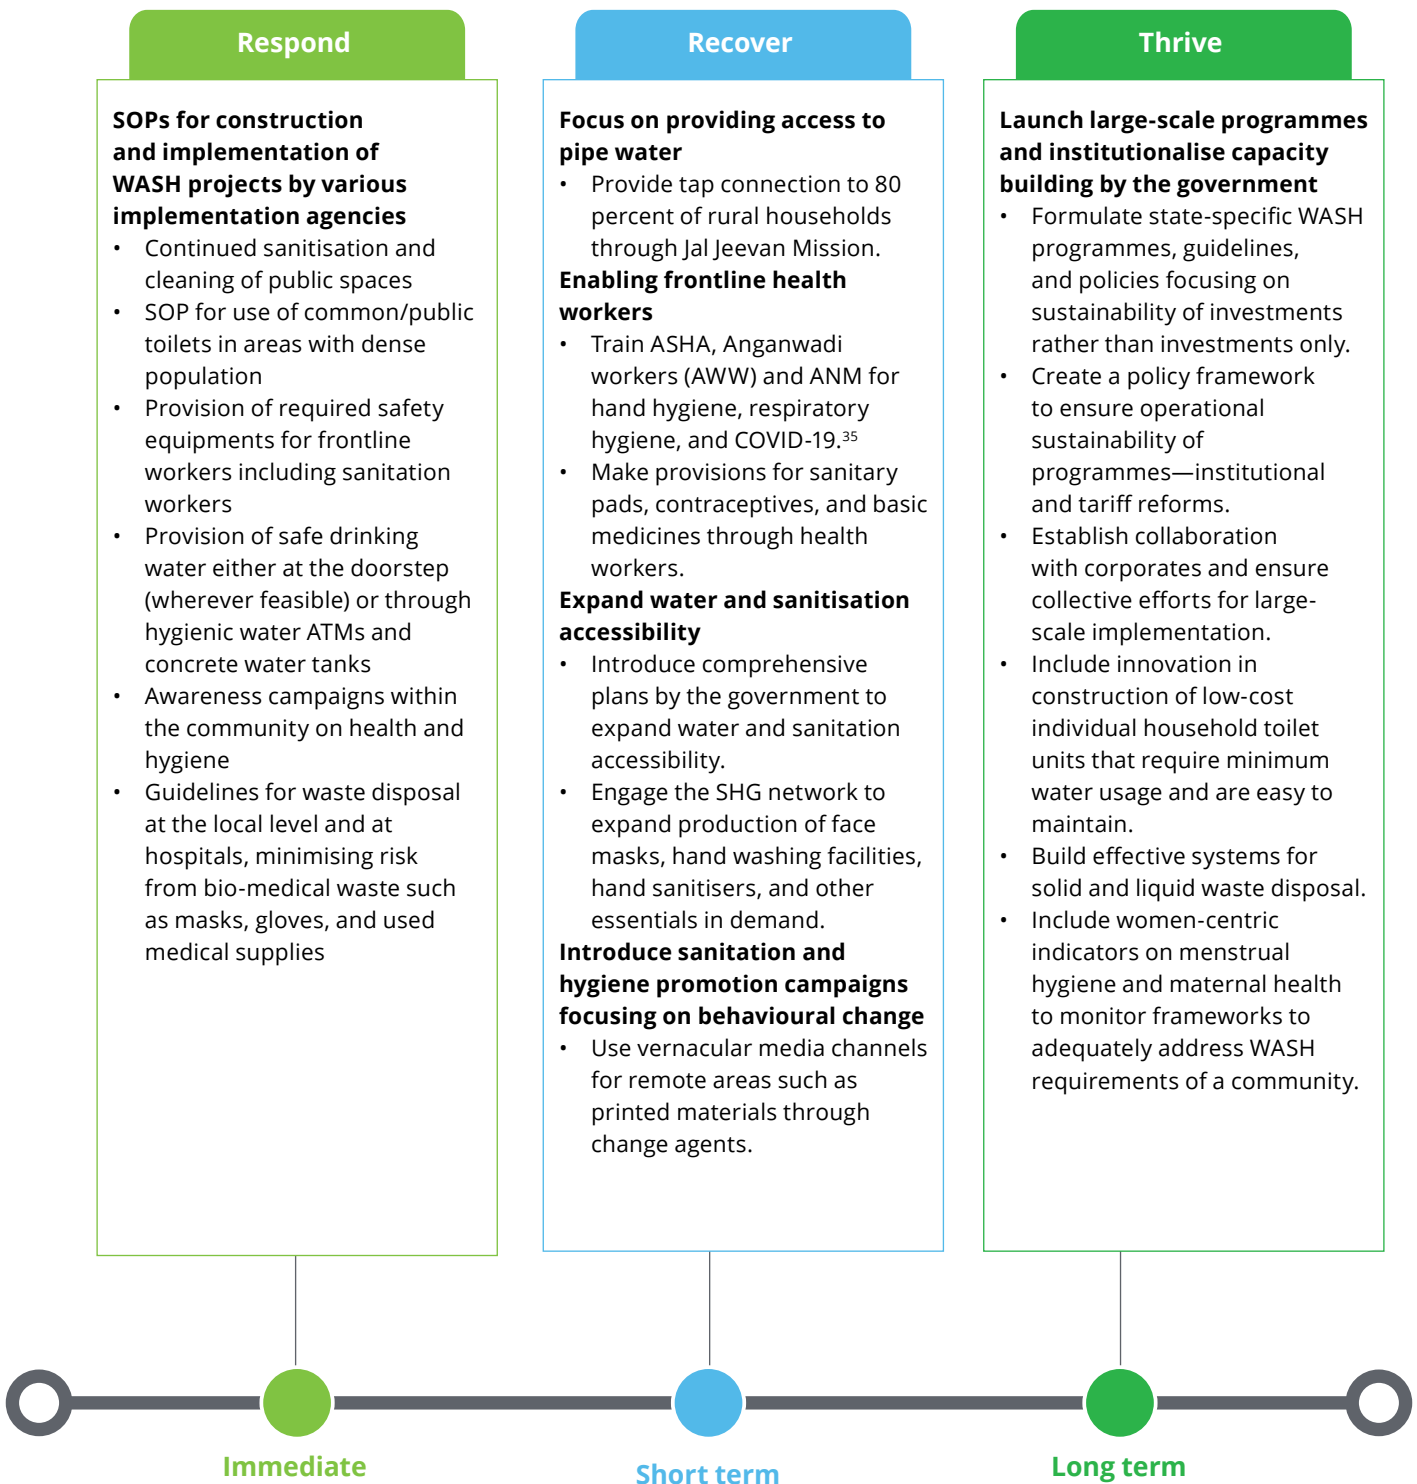 Respond
SOPs for construction
and implementation of
WASH projects by various
implementation agencies
• Continued sanitisation and
cleaning of public spaces
• SOP for use of common/public
toilets in areas with dense
population
• Provision of required safety
equipments for frontline
workers including sanitation
workers
• Provision of safe drinking
water either at the doorstep
(wherever feasible) or through
hygienic water ATMs and
concrete water tanks
• Awareness campaigns within
the community on health and
hygiene
• Guidelines for waste disposal
at the local level and at
hospitals, minimising risk
from bio-medical waste such
as masks, gloves, and used
medical supplies
Recover
Focus on providing access to
pipe water
• Provide tap connection to 80
percent of rural households
through Jal Jeevan Mission.
Enabling frontline health
workers
• Train ASHA, Anganwadi
workers (AWW) and ANM for
hand hygiene, respiratory
hygiene, and COVID-19.³⁵
• Make provisions for sanitary
pads, contraceptives, and basic
medicines through health
workers.
Expand water and sanitisation
accessibility
• Introduce comprehensive
plans by the government to
expand water and sanitation
accessibility.
• Engage the SHG network to
expand production of face
masks, hand washing facilities,
hand sanitisers, and other
essentials in demand.
Introduce sanitation and
hygiene promotion campaigns
focusing on behavioural change
• Use vernacular media channels
for remote areas such as
printed materials through
change agents.
Thrive
Launch large-scale programmes
and institutionalise capacity
building by the government
• Formulate state-specific WASH
programmes, guidelines,
and policies focusing on
sustainability of investments
rather than investments only.
• Create a policy framework
to ensure operational
sustainability of
programmes—institutional
and tariff reforms.
• Establish collaboration
with corporates and ensure
collective efforts for large-
scale implementation.
• Include innovation in
construction of low-cost
individual household toilet
units that require minimum
water usage and are easy to
maintain.
• Build effective systems for
solid and liquid waste disposal.
• Include women-centric
indicators on menstrual
hygiene and maternal health
to monitor frameworks to
adequately address WASH
requirements of a community.
Immediate
Short term
Long term